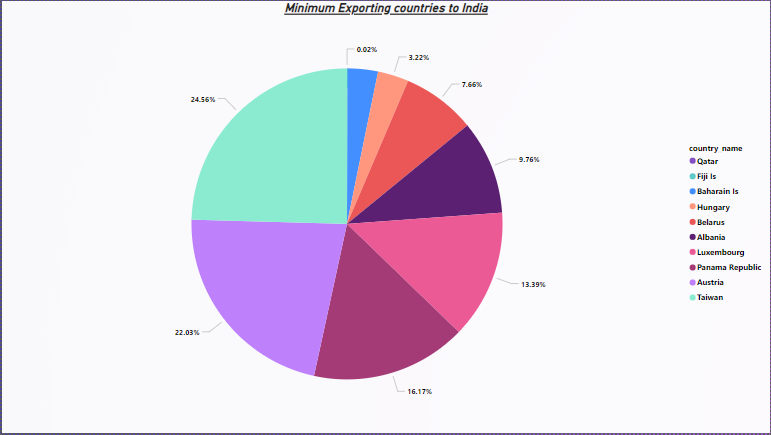 Minimum Exporting countries to India
0.02%
3.22%
7.66%
9.76%
13.39%
16.17%
22.03%
24.56%
country_name
Qatar
Fiji Is
Baharain Is
Hungary
Belarus
Albania
Luxembourg
Panama Republic
Austria
Taiwan